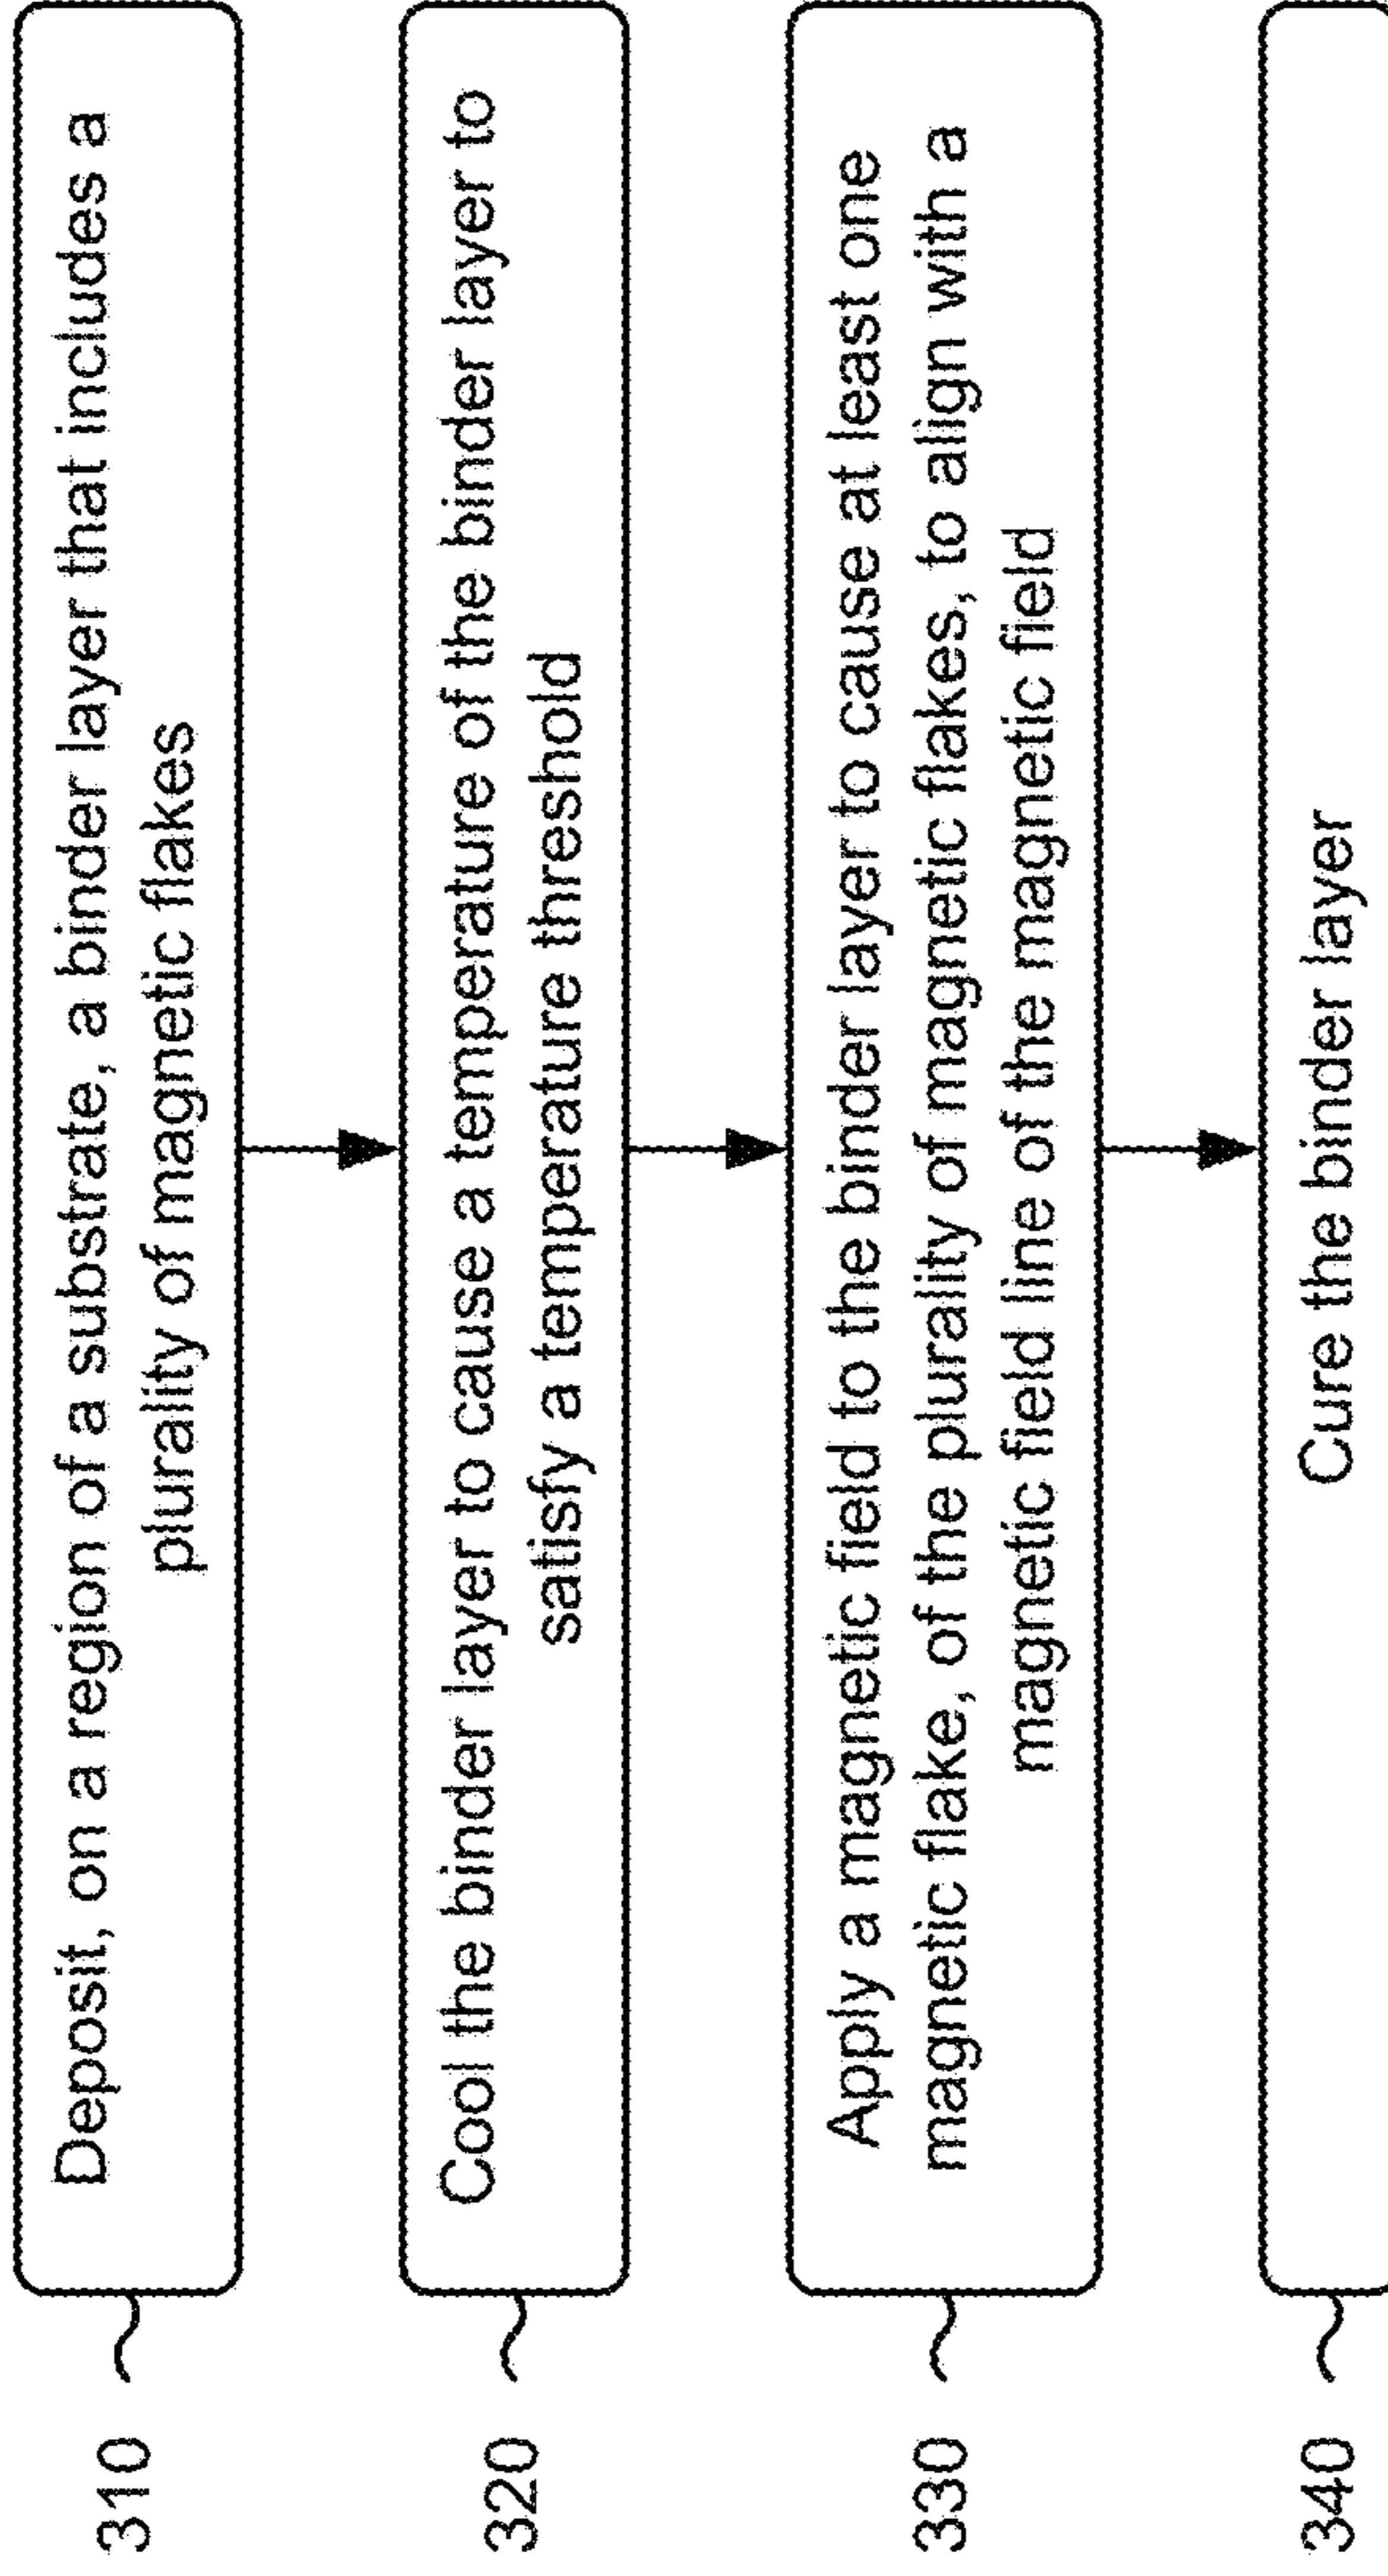 310
Deposit, on a region of a substrate, a binder layer that includes a
plurality of magnetic flakes
320
Cool the binder layer to cause a temperature of the binder layer to
satisfy a temperature threshold
330
Apply a magnetic field to the binder layer to cause at least one
magnetic flake, of the plurality of magnetic flakes, to align with a
magnetic field line of the magnetic field
340
Cure the binder layer